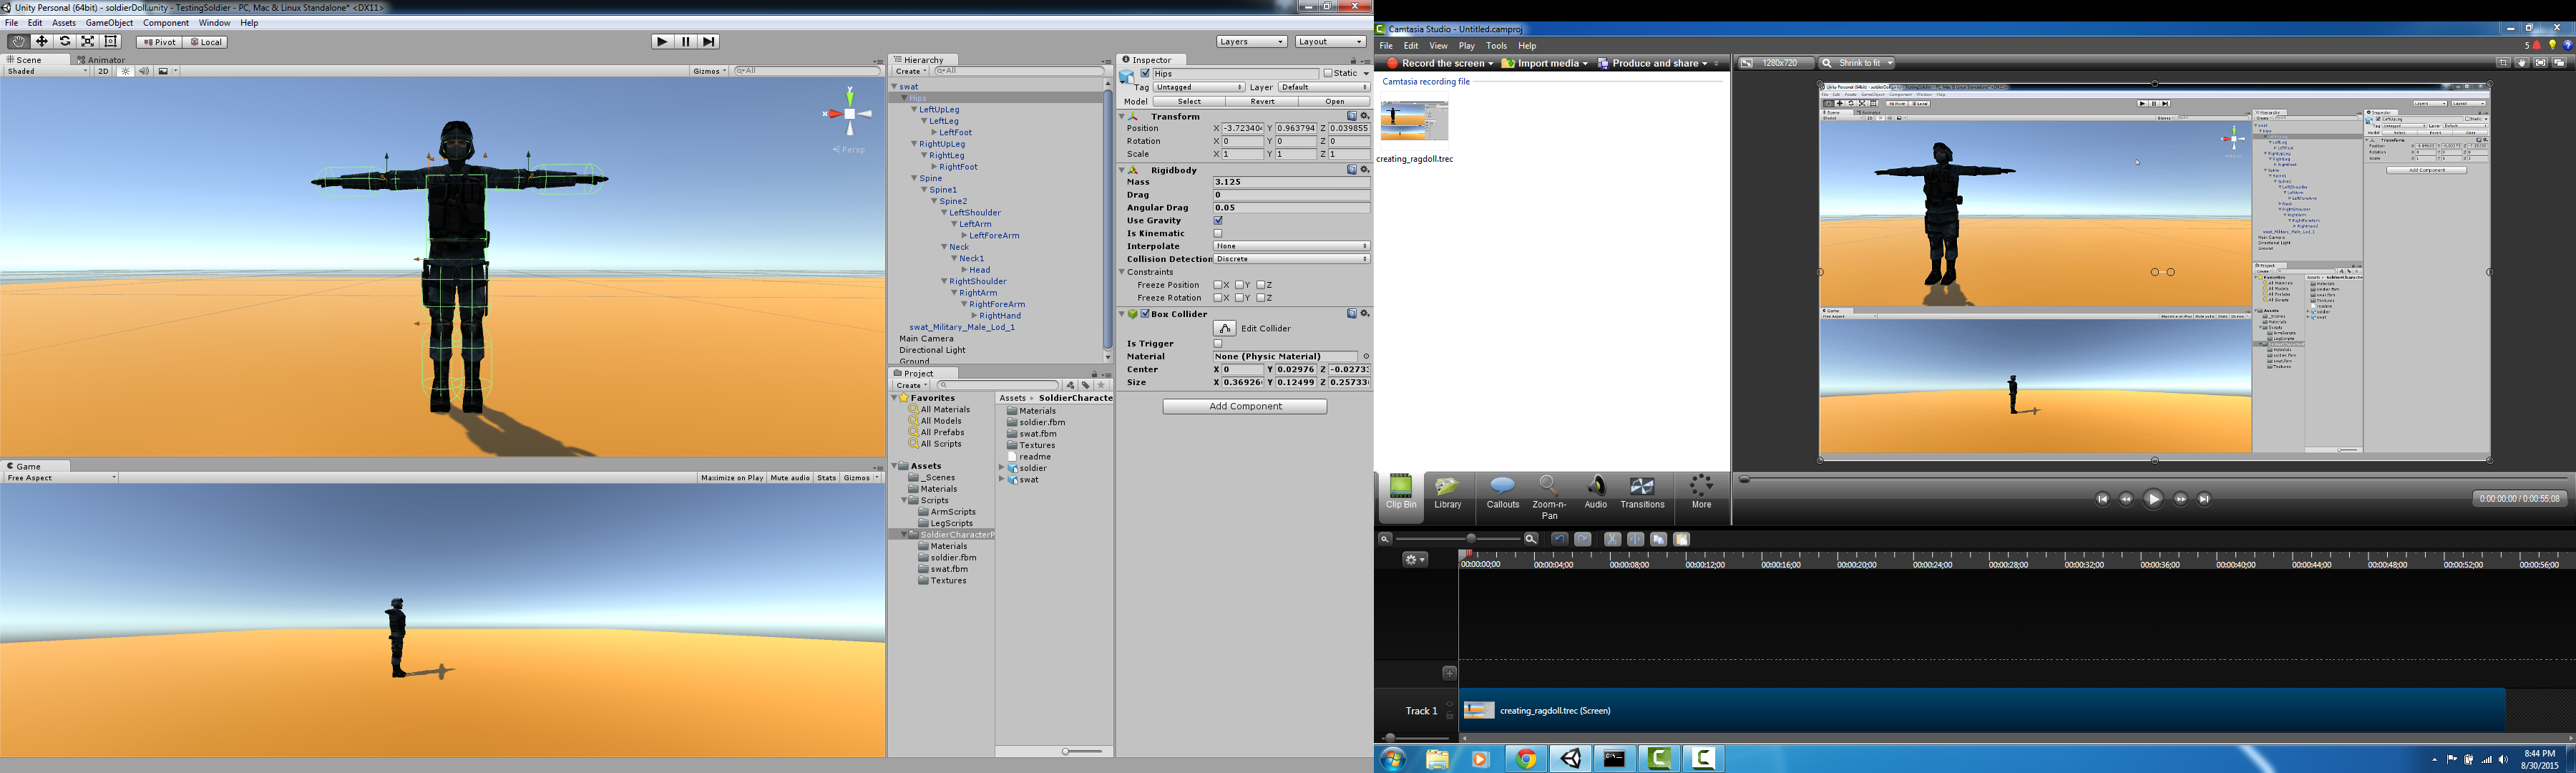 Unity Personal (64bit) - soldierDoll.unity - TestingSoldier - PC, Mac & Linux Standalone* <DX11>
File Edit Assets GameObject Component Window Help
Pivot Local Layers Layout
Scene Animator
Shaded 2D Gizmos All
Persp
Game
Free Aspect Maximize on Play Mute audio Stats Gizmos
Hierarchy
Create All
swat
Hips
LeftUpLeg
LeftLeg
LeftFoot
RightUpLeg
RightLeg
RightFoot
Spine
Spine1
Spine2
LeftShoulder
LeftArm
LeftForeArm
Neck
Neck1
Head
RightShoulder
RightArm
RightForeArm
RightHand
swat_Military_Male_Lod_1
Main Camera
Directional Light
Ground
Project
Create
Favorites
All Materials
All Models
All Prefabs
All Scripts
Assets
_Scenes
Materials
Scripts
ArmScripts
LegScripts
SoldierCharacterP
Materials
soldier.fbm
swat.fbm
Textures
Assets SoldierCharacte
Materials
soldier.fbm
swat.fbm
Textures
readme
soldier
swat
Inspector
Hips Static
Tag Untagged Layer Default
Model Select Revert Open
Transform
Position X -3.72340 Y 0.963794 Z 0.039855
Rotation X 0 Y 0 Z 0
Scale X 1 Y 1 Z 1
Rigidbody
Mass 3.125
Drag 0
Angular Drag 0.05
Use Gravity
Is Kinematic
Interpolate None
Collision Detection Discrete
Constraints
Freeze Position X Y Z
Freeze Rotation X Y Z
Box Collider
Edit Collider
Is Trigger
Material None (Physic Material)
Center X 0 Y 0.02976 Z -0.0273
Size X 0.36926 Y 0.12499 Z 0.25733
Add Component
Camtasia Studio - Untitled.camproj
File Edit View Play Tools Help 5
Record the screen Import media Produce and share
1280x720 Shrink to fit
Camtasia recording file
creating_ragdoll.trec
Clip Bin Library Callouts Zoom-n-Pan Audio Transitions More
0:00:00;00 / 0:00:55;08
00:00:00;00 00:00:04;00 00:00:08;00 00:00:12;00 00:00:16;00 00:00:20;00 00:00:24;00 00:00:28;00 00:00:32;00 00:00:36;00 00:00:40;00 00:00:44;00 00:00:48;00 00:00:52;00 00:00:56;00
Track 1 creating_ragdoll.trec (Screen)
8:44 PM
8/30/2015